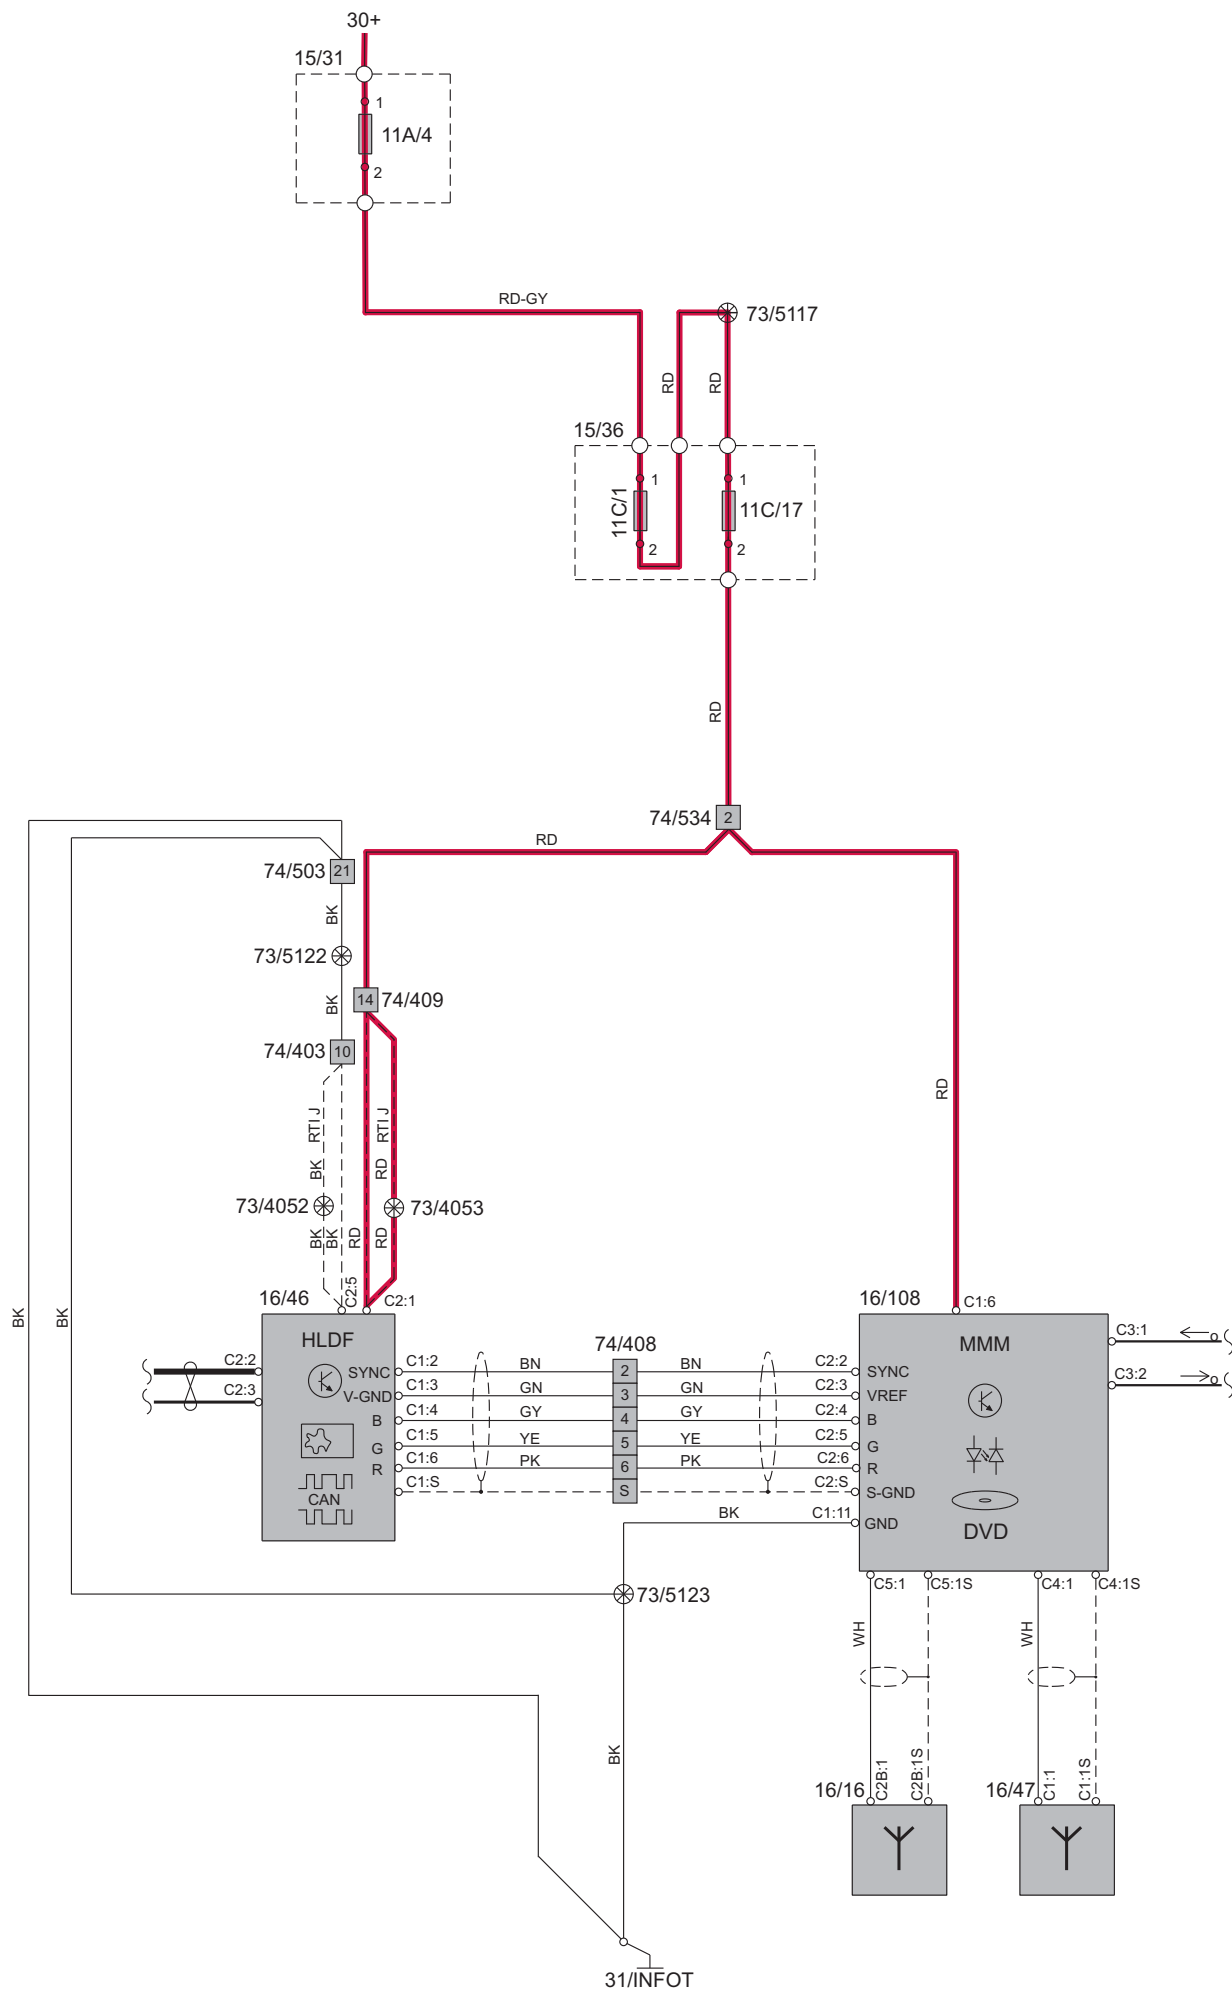 30+
15/31
1
11A/4
2
RD-GY
73/5117
RD
RD
15/36
1
1
11C/1
11C/17
2
2
RD
74/534
2
RD
74/503
21
BK
73/5122
BK
14
74/409
74/403
10
RD
RTI J
RTI J
BK
RD
73/4052
73/4053
BK
BK
RD
RD
BK
BK
C2:5
C2:1
C1:6
16/46
16/108
HLDF
74/408
MMM
C3:1
o
C2:2
SYNC
C1:2
BN
2
BN
C2:2
SYNC
C3:2
o
C2:3
V-GND
C1:3
GN
3
GN
C2:3
VREF
B
C1:4
GY
4
GY
C2:4
B
G
C1:5
YE
5
YE
C2:5
G
R
C1:6
PK
6
PK
C2:6
R
C1:S
S
C2:S
S-GND
CAN
BK
C1:11
GND
DVD
73/5123
C5:1
C5:1S
C4:1
C4:1S
WH
WH
BK
16/16
C2B:1
C2B:1S
16/47
C1:1
C1:1S
31/INFOT